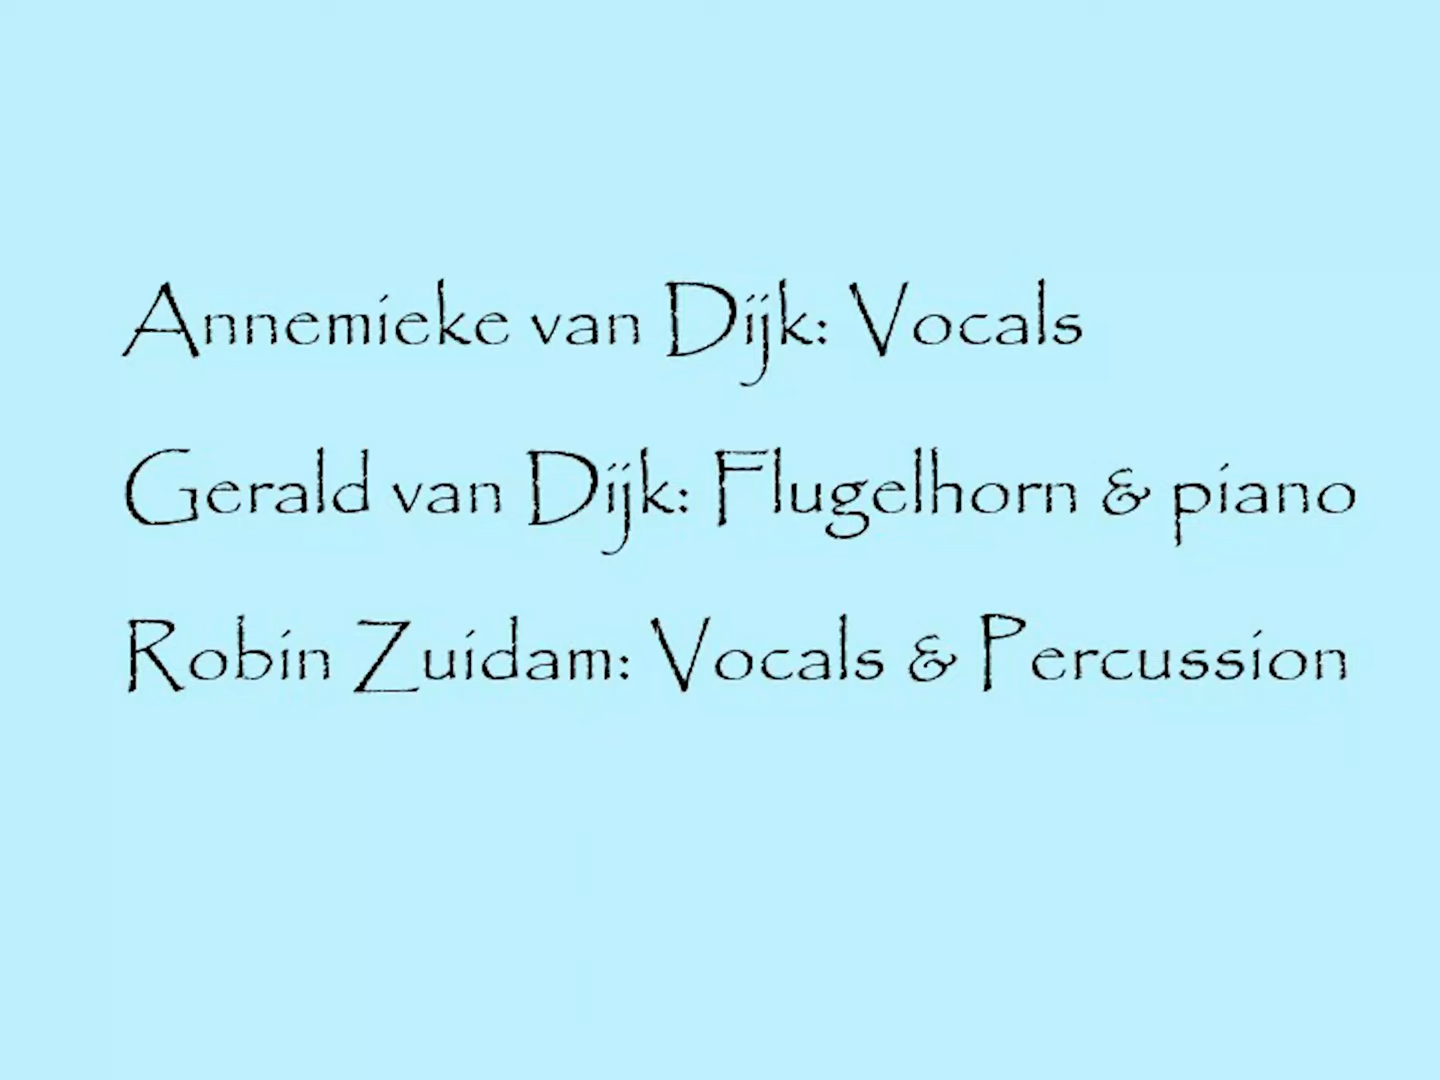 Annemieke van Dijk: Vocals
Gerald van Dijk: Flugelhorn & piano
Robin Zuidam: Vocals & Percussion